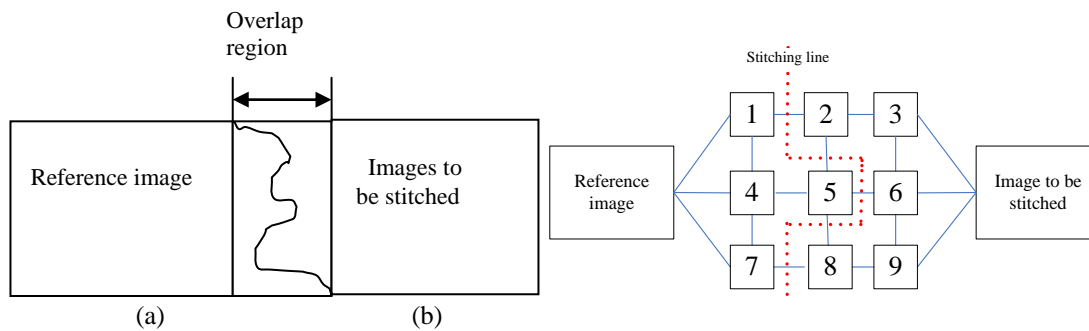 Overlap
region
Reference image
Images to
be stitched
(a)
(b)
Stitching line
1
2
3
Reference
image
4
5
6
Image to be
stitched
7
8
9